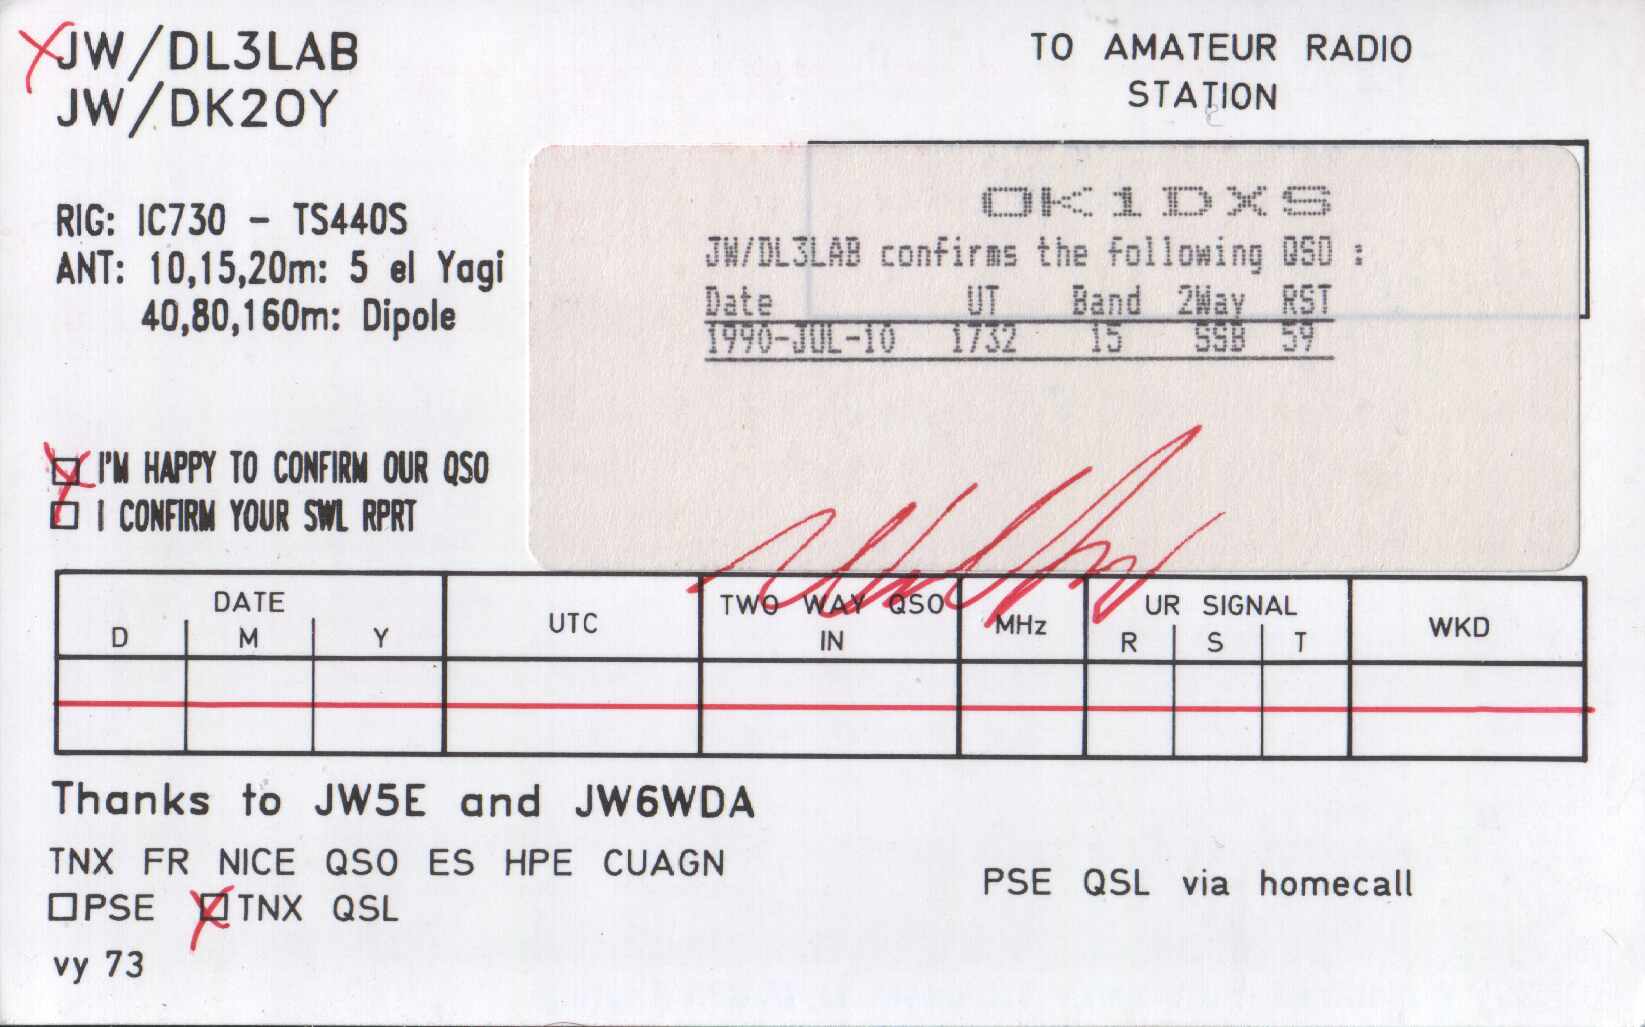 JW/DL3LAB
JW/DK2OY
TO AMATEUR RADIO
STATION
RIG: IC730 - TS440S
ANT: 10,15,20m: 5 el Yagi
40,80,160m: Dipole
OK1DXS
JW/DL3LAB confirms the following QSO :
Date UT Band 2Way RST
1990-JUL-10 1732 15 SSB 59
I'M HAPPY TO CONFIRM OUR QSO
I CONFIRM YOUR SWL RPRT
DATE
D M Y
UTC
TWO WAY QSO
IN
MHz
UR SIGNAL
R S T
WKD
Thanks to JW5E and JW6WDA
TNX FR NICE QSO ES HPE CUAGN
PSE TNX QSL
PSE QSL via homecall
vy 73